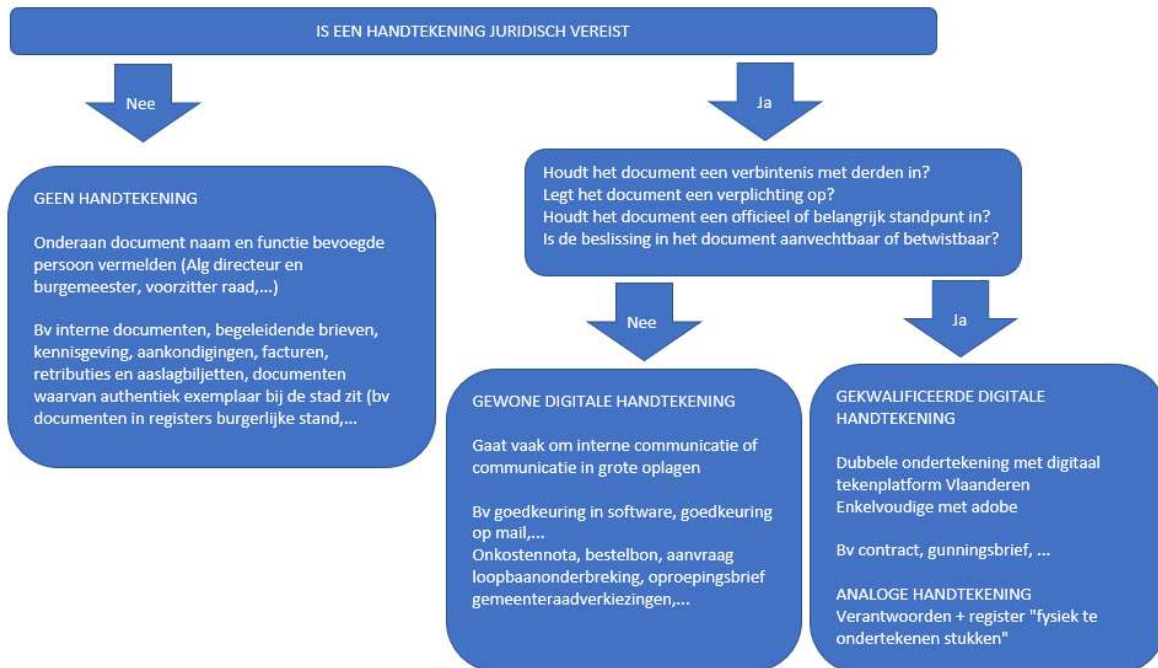 IS EEN HANDTEKENING JURIDISCH VEREIST
Nee
Ja
GEEN HANDTEKENING
Onderaan document naam en functie bevoegde
persoon vermelden (Alg directeur en
burgemeester, voorzitter raad,...)
Bv interne documenten, begeleidende brieven,
kennisgeving, aankondigingen, facturen,
retributies en aaslagbiljetten, documenten
waarvan authentiek exemplaar bij de stad zit (bv
documenten in registers burgerlijke stand,...
Houdt het document een verbintenis met derden in?
Legt het document een verplichting op?
Houdt het document een officieel of belangrijk standpunt in?
Is de beslissing in het document aanvechtbaar of betwistbaar?
Nee
Ja
GEWONE DIGITALE HANDTEKENING
Gaat vaak om interne communicatie of
communicatie in grote oplagen
Bv goedkeuring in software, goedkeuring
op mail,...
Onkostennota, bestelbon, aanvraag
loopbaanonderbreking, oproepingsbrief
gemeenteraadverkiezingen,...
GEKWALIFICEERDE DIGITALE
HANDTEKENING
Dubbele ondertekening met digitaal
tekenplatform Vlaanderen
Enkelvoudige met adobe
Bv contract, gunningsbrief, ...
ANALOGE HANDTEKENING
Verantwoorden + register "fysiek te
ondertekenen stukken"